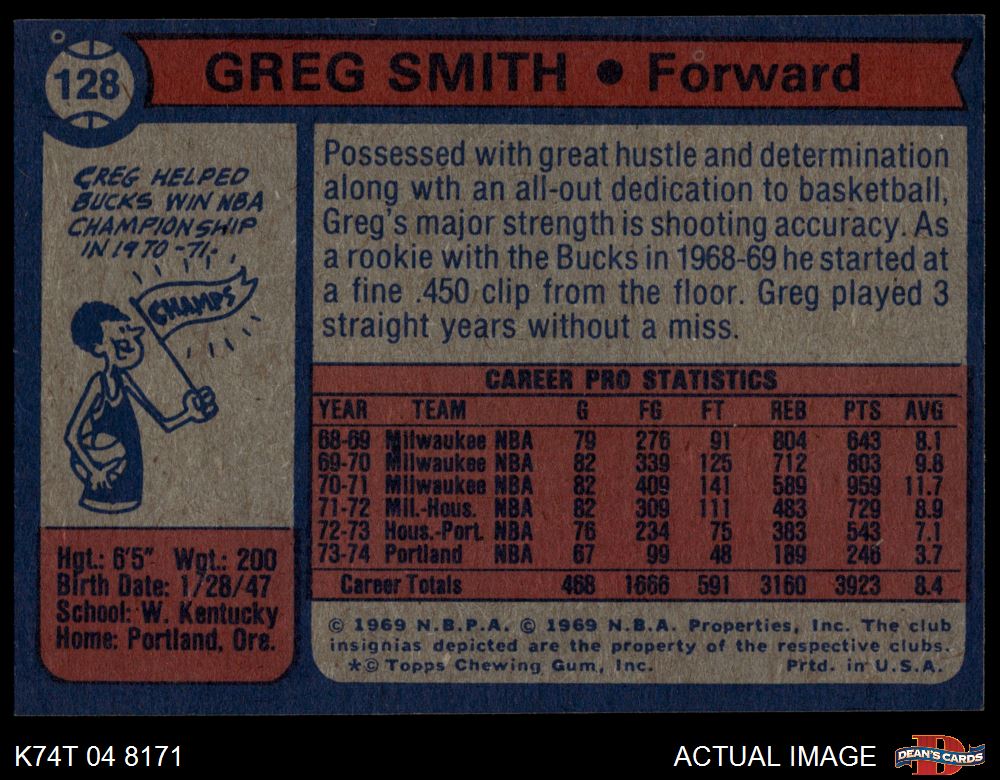 128
GREG SMITH • Forward
GREG HELPED
BUCKS WIN NBA
CHAMPIONSHIP
IN 1970-71.
CHAMPS
Possessed with great hustle and determination
along wth an all-out dedication to basketball,
Greg's major strength is shooting accuracy. As
a rookie with the Bucks in 1968-69 he started at
a fine .450 clip from the floor. Greg played 3
straight years without a miss.
CAREER PRO STATISTICS
YEAR TEAM G FG FT REB PTS AVG
68-69 Milwaukee NBA 79 276 91 804 643 8.1
69-70 Milwaukee NBA 82 339 125 712 803 9.8
70-71 Milwaukee NBA 82 409 141 589 959 11.7
71-72 Mil.-Hous. NBA 82 309 111 483 729 8.9
72-73 Hous.-Port. NBA 76 234 75 383 543 7.1
73-74 Portland NBA 67 99 48 189 246 3.7
Career Totals 468 1666 591 3160 3923 8.4
Hgt.: 6'5" Wgt.: 200
Birth Date: 1/28/47
School: W. Kentucky
Home: Portland, Ore.
© 1969 N.B.P.A. © 1969 N.B.A. Properties, Inc. The club
insignias depicted are the property of the respective clubs.
*© Topps Chewing Gum, Inc. Prtd. in U.S.A.
K74T 04 8171
ACTUAL IMAGE
D
DEAN'S CARDS